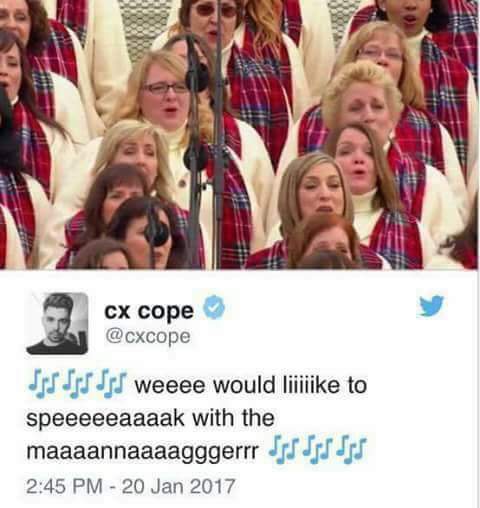 cx cope
@cxcope
🎶🎶🎶 weeee would liiiiike to
speeeeeaaaak with the
maaaannaaaagggerrr 🎶🎶🎶
2:45 PM - 20 Jan 2017